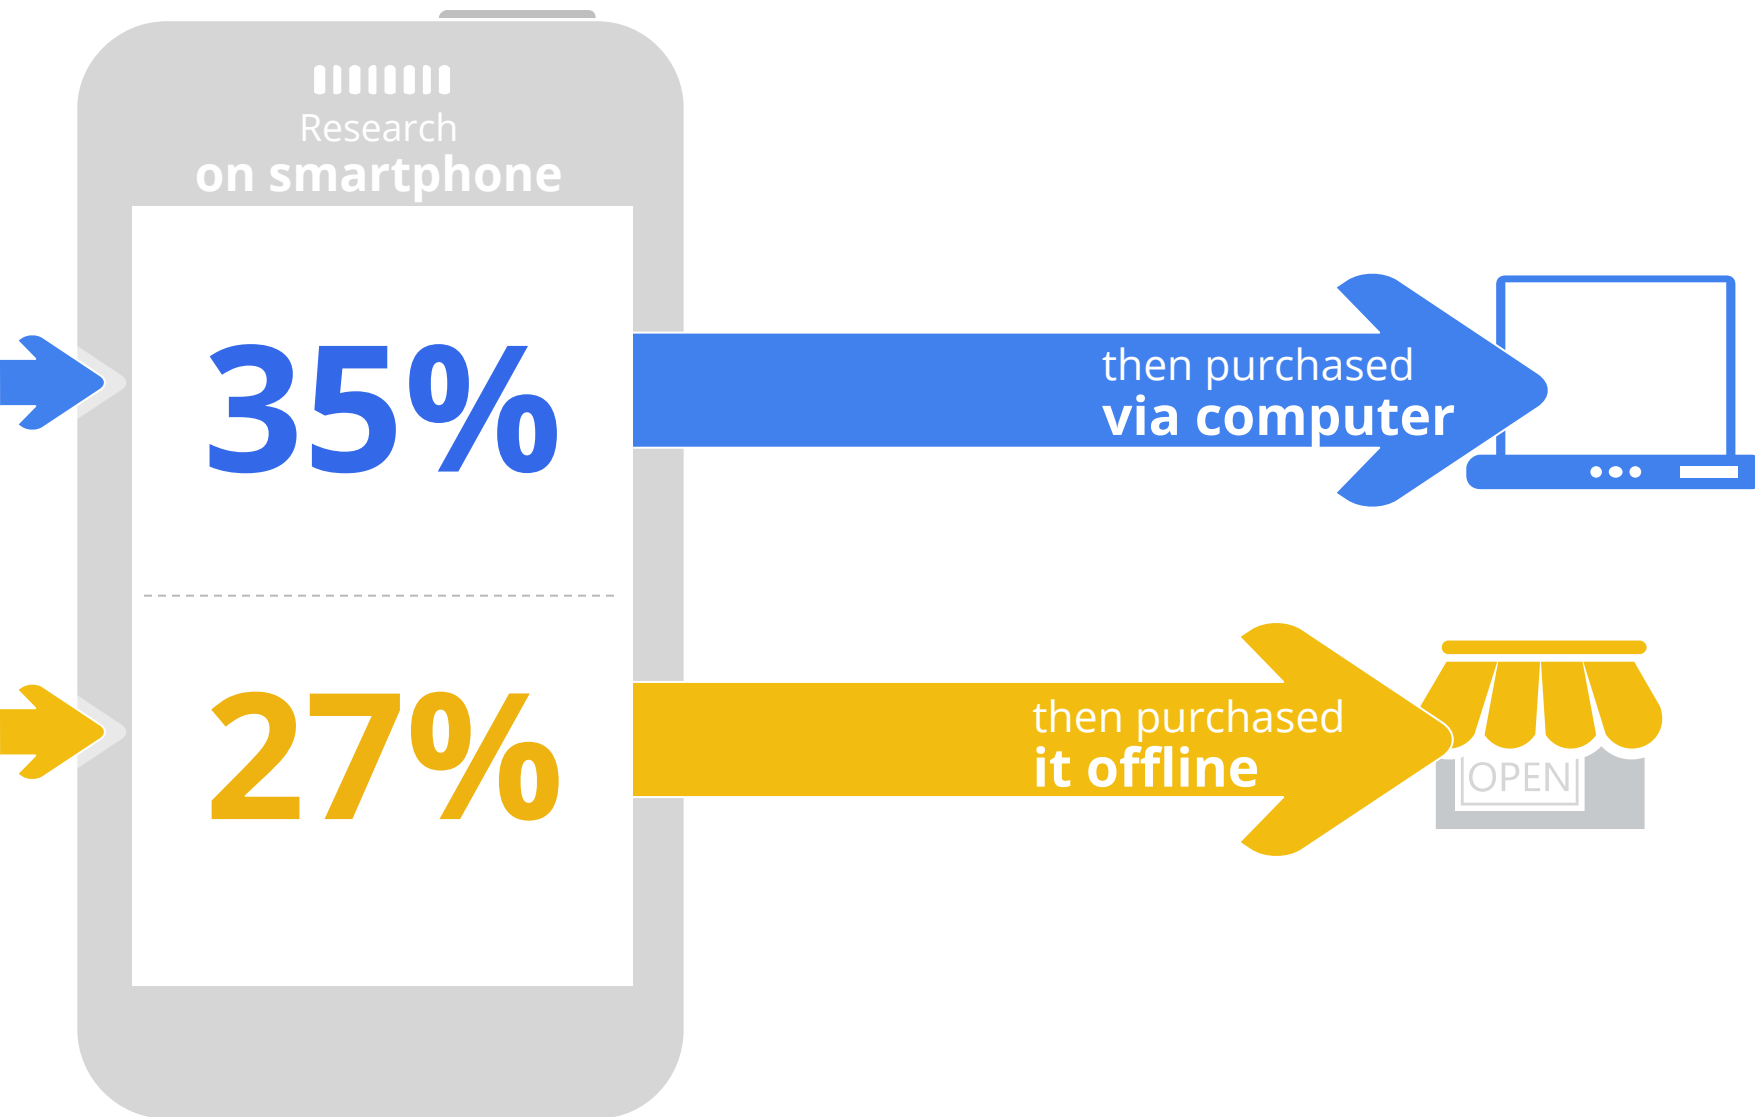 Research
on smartphone
35%
then purchased
via computer
27%
then purchased
it offline
OPEN